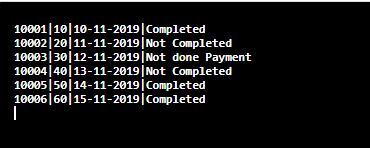 10001|10|10-11-2019|Completed
10002|20|11-11-2019|Not Completed
10003|30|12-11-2019|Not done Payment
10004|40|13-11-2019|Not Completed
10005|50|14-11-2019|Completed
10006|60|15-11-2019|Completed